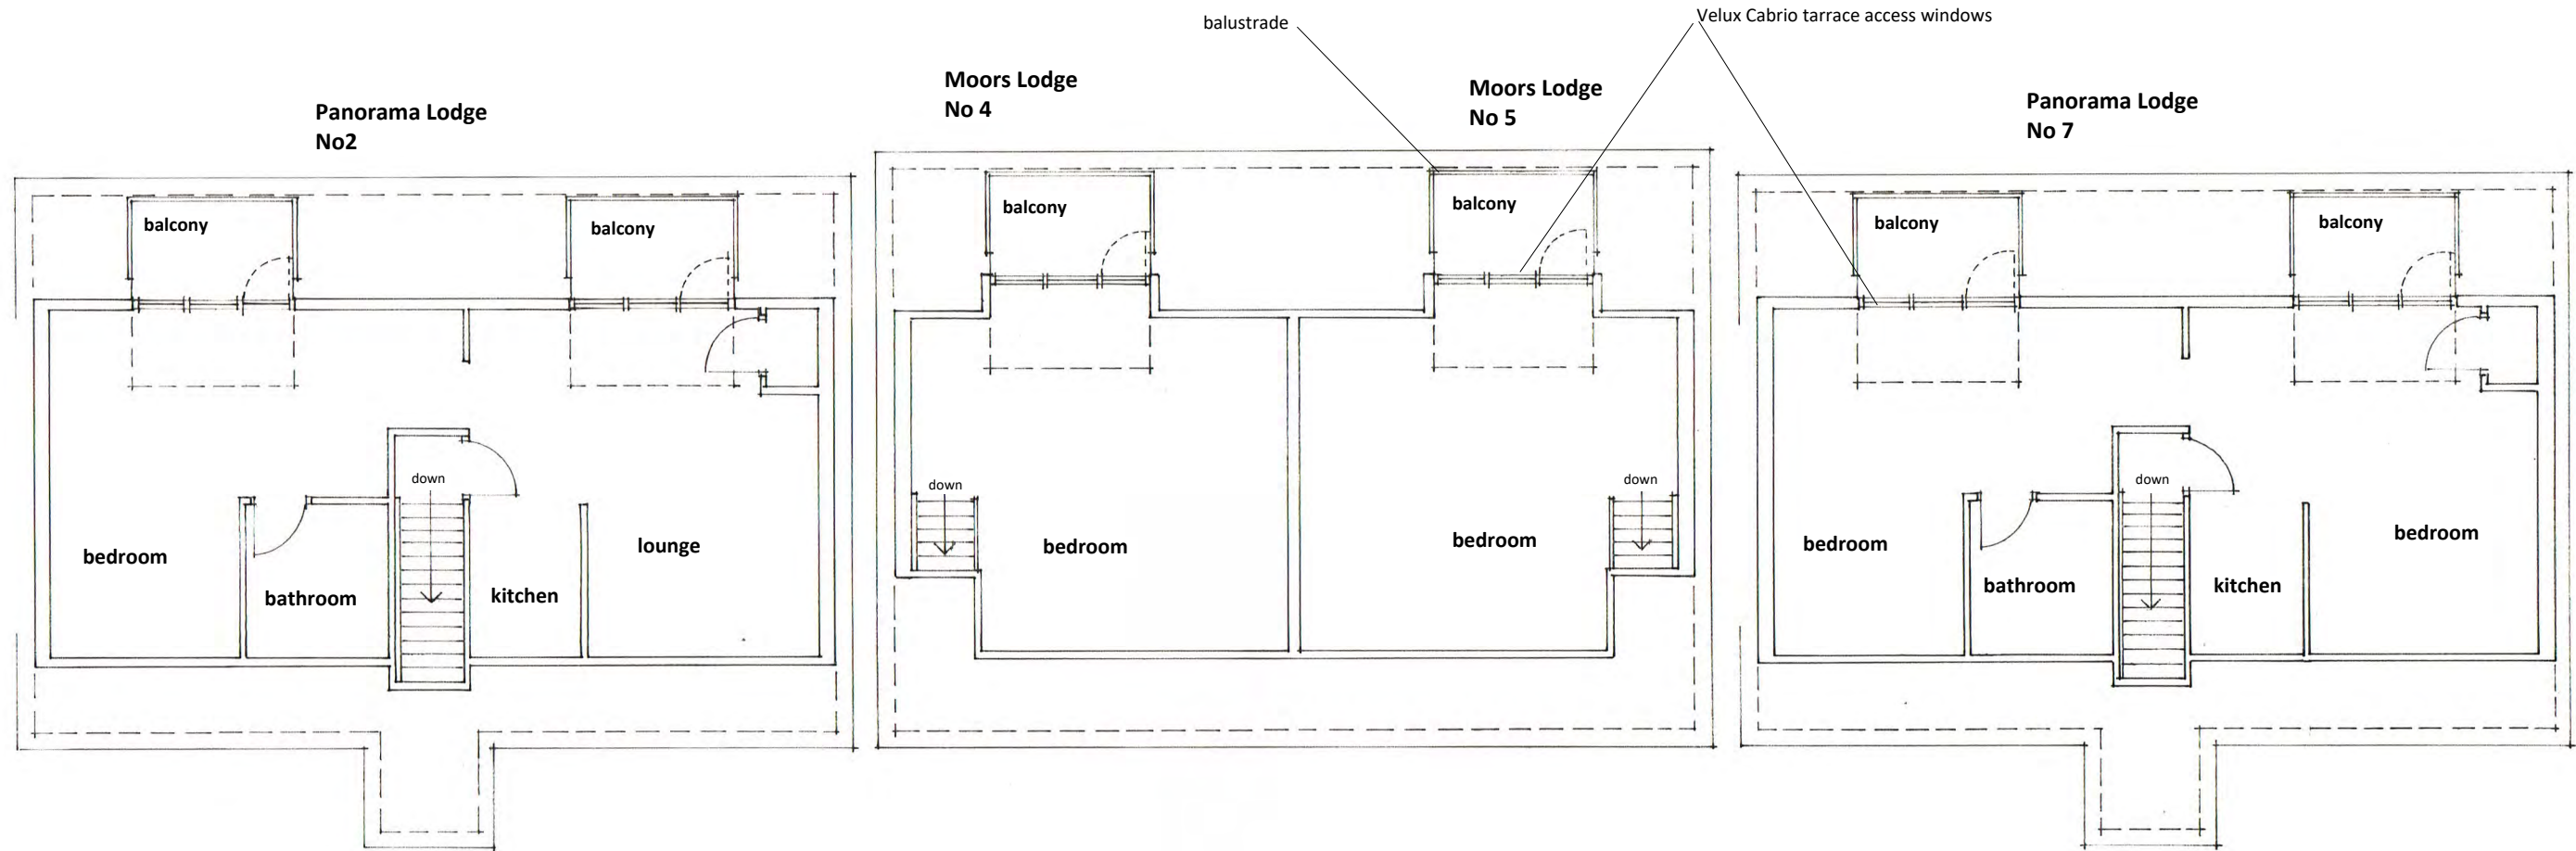 balustrade
Velux Cabrio tarrace access windows
Panorama Lodge
No2
Moors Lodge
No 4
Moors Lodge
No 5
Panorama Lodge
No 7
balcony
balcony
balcony
balcony
balcony
balcony
down
bedroom
bathroom
kitchen
lounge
down
bedroom
bedroom
down
down
bedroom
bathroom
kitchen
bedroom